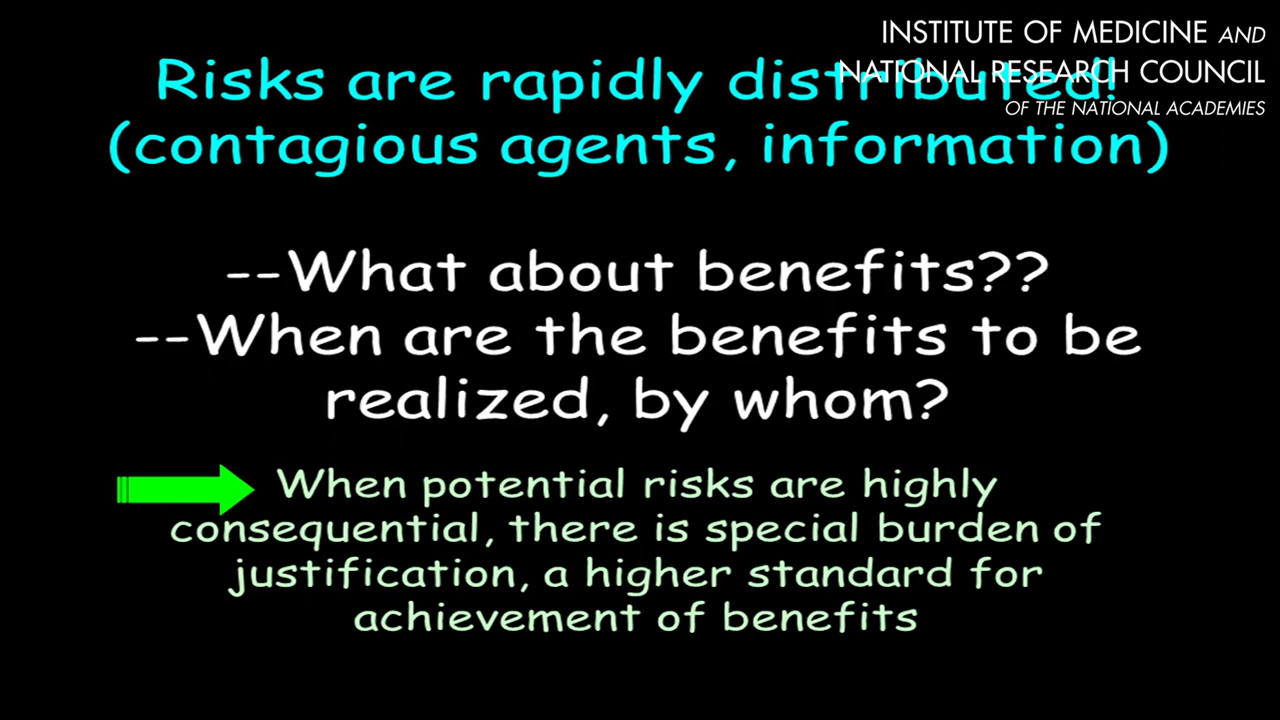 INSTITUTE OF MEDICINE AND
NATIONAL RESEARCH COUNCIL
OF THE NATIONAL ACADEMIES
Risks are rapidly distributed!
(contagious agents, information)
--What about benefits??
--When are the benefits to be
realized, by whom?
When potential risks are highly
consequential, there is special burden of
justification, a higher standard for
achievement of benefits